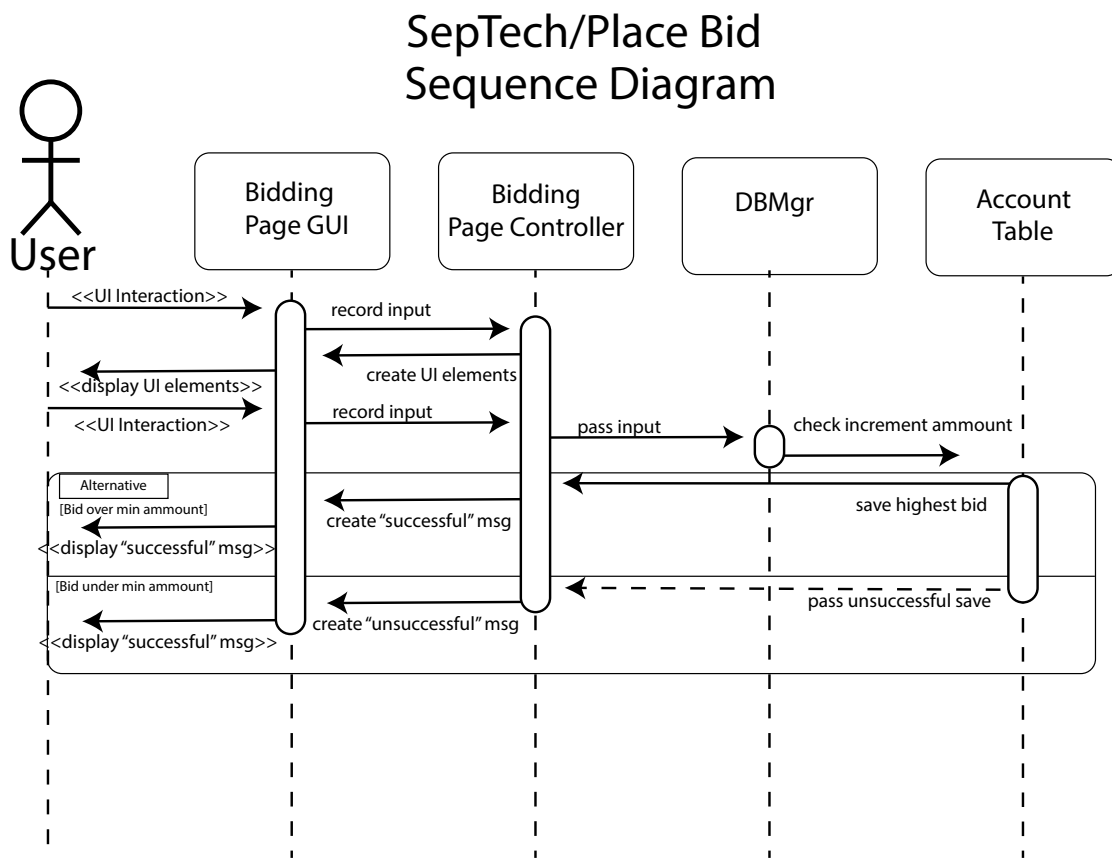 SepTech/Place Bid
Sequence Diagram
User
Bidding
Page GUI
Bidding
Page Controller
DBMgr
Account
Table
<<UI Interaction>>
record input
create UI elements
<<display UI elements>>
<<UI Interaction>>
record input
pass input
check increment ammount
Alternative
[Bid over min ammount]
save highest bid
create “successful” msg
<<display “successful” msg>>
[Bid under min ammount]
pass unsuccessful save
create “unsuccessful” msg
<<display “successful” msg>>